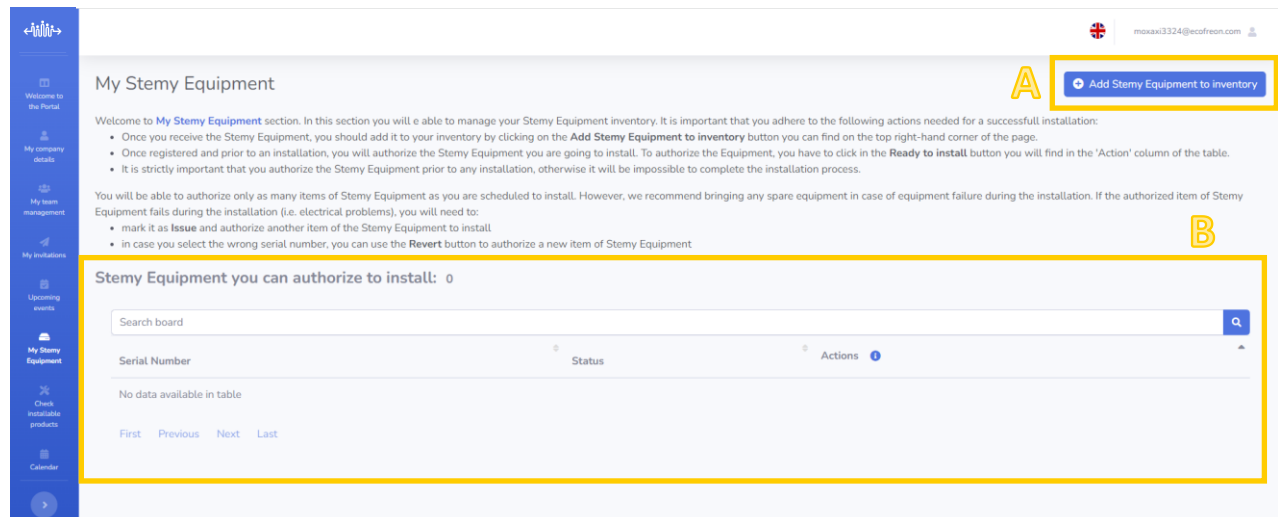 moxaxi3324@ecofreon.com
A
My Stemy Equipment
Add Stemy Equipment to inventory
Welcome to the Portal
My company details
My team management
My invitations
Upcoming events
My Stemy Equipment
Check installable products
Calendar
Welcome to My Stemy Equipment section. In this section you will e able to manage your Stemy Equipment inventory. It is important that you adhere to the following actions needed for a successfull installation:
• Once you receive the Stemy Equipment, you should add it to your inventory by clicking on the Add Stemy Equipment to inventory button you can find on the top right-hand corner of the page.
• Once registered and prior to an installation, you will authorize the Stemy Equipment you are going to install. To authorize the Equipment, you have to click in the Ready to install button you will find in the 'Action' column of the table.
• It is strictly important that you authorize the Stemy Equipment prior to any installation, otherwise it will be impossible to complete the installation process.
You will be able to authorize only as many items of Stemy Equipment as you are scheduled to install. However, we recommend bringing any spare equipment in case of equipment failure during the installation. If the authorized item of Stemy
Equipment fails during the installation (i.e. electrical problems), you will need to:
• mark it as Issue and authorize another item of the Stemy Equipment to install
• in case you select the wrong serial number, you can use the Revert button to authorize a new item of Stemy Equipment
B
Stemy Equipment you can authorize to install: 0
Search board
Serial Number Status Actions
No data available in table
First Previous Next Last